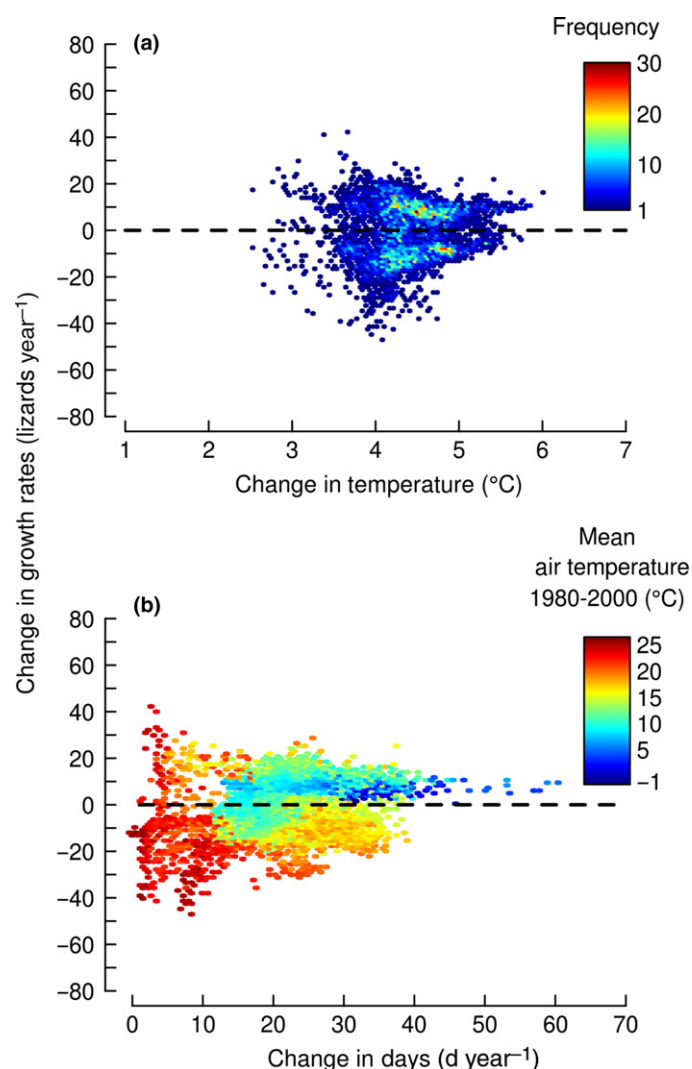 (a)
Frequency
80
60
40
20
0
−20
−40
−60
−80
30
20
10
1
1 2 3 4 5 6 7
Change in temperature (°C)
Change in growth rates (lizards year⁻¹)
(b)
Mean
air temperature
1980-2000 (°C)
80
60
40
20
0
−20
−40
−60
−80
25
20
15
10
5
−1
0 10 20 30 40 50 60 70
Change in days (d year⁻¹)